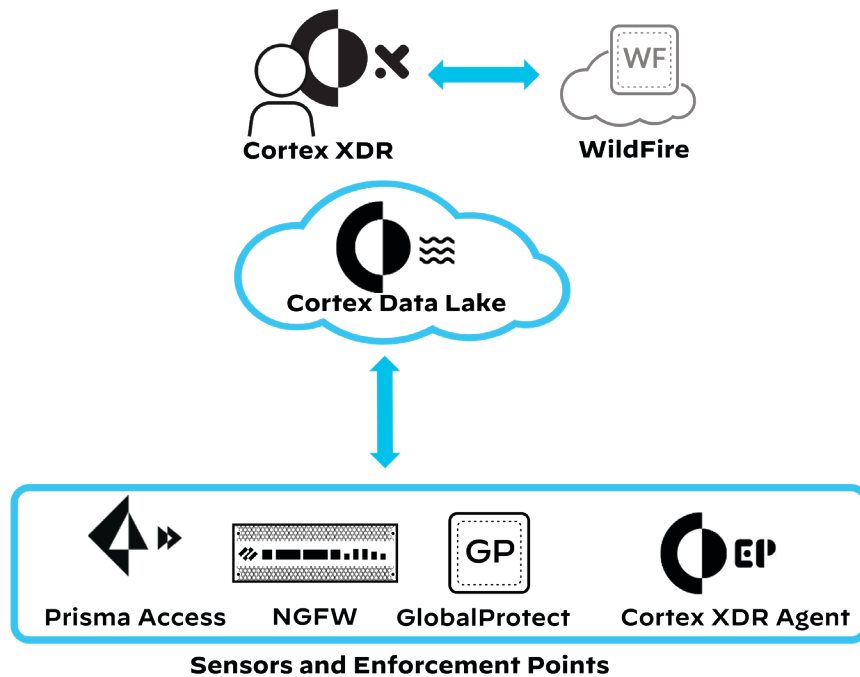 WF
Cortex XDR
WildFire
Cortex Data Lake
GP
EP
Prisma Access
NGFW
GlobalProtect
Cortex XDR Agent
Sensors and Enforcement Points